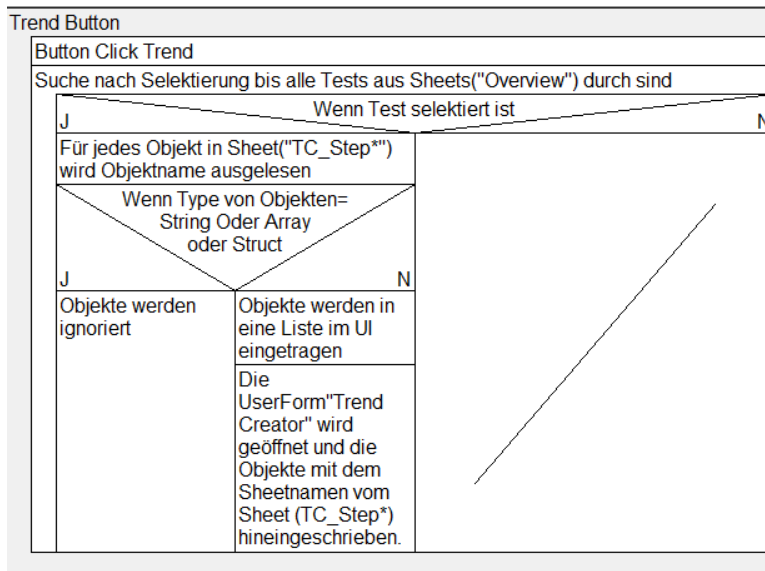 Trend Button
Button Click Trend
Suche nach Selektierung bis alle Tests aus Sheets("Overview") durch sind
Wenn Test selektiert ist
J
N
Für jedes Objekt in Sheet("TC_Step*")
wird Objektname ausgelesen
Wenn Type von Objekten=
String Oder Array
oder Struct
J
N
Objekte werden
ignoriert
Objekte werden in
eine Liste im UI
eingetragen
Die
UserForm"Trend
Creator" wird
geöffnet und die
Objekte mit dem
Sheetnamen vom
Sheet (TC_Step*)
hineingeschrieben.